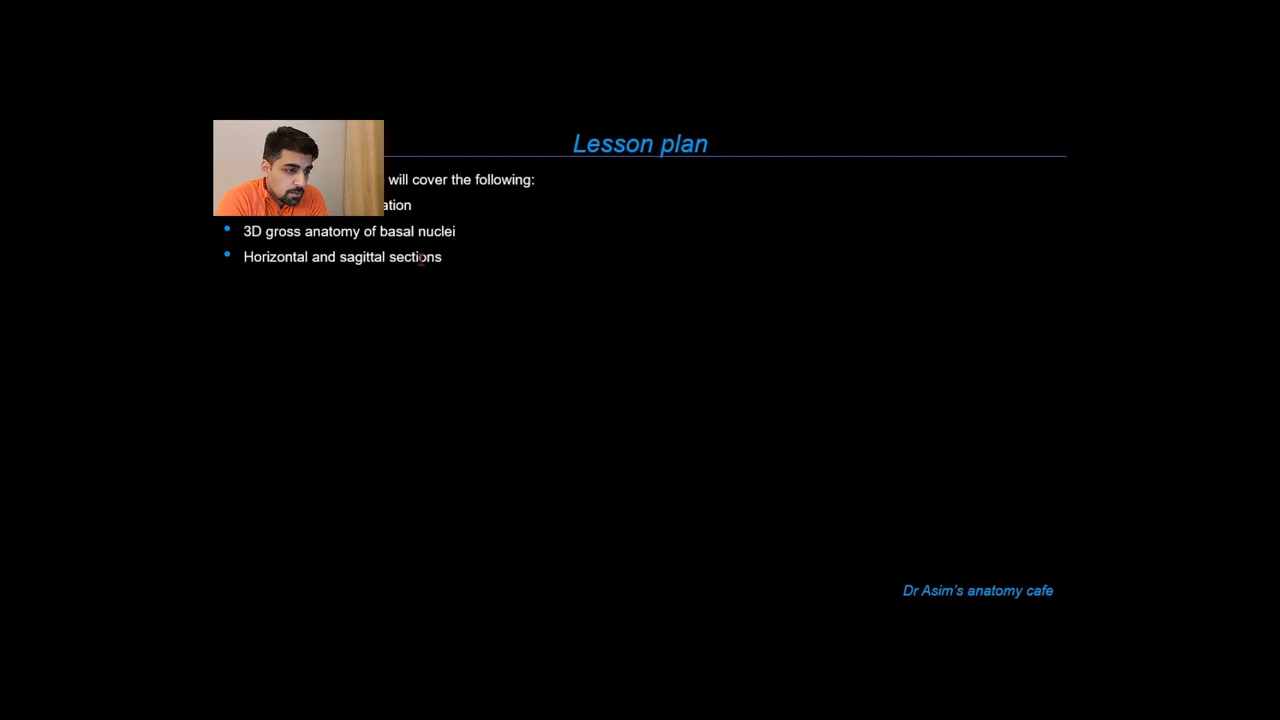 Lesson plan
will cover the following:
3D gross anatomy of basal nuclei
Horizontal and sagittal sections
Dr Asim's anatomy cafe